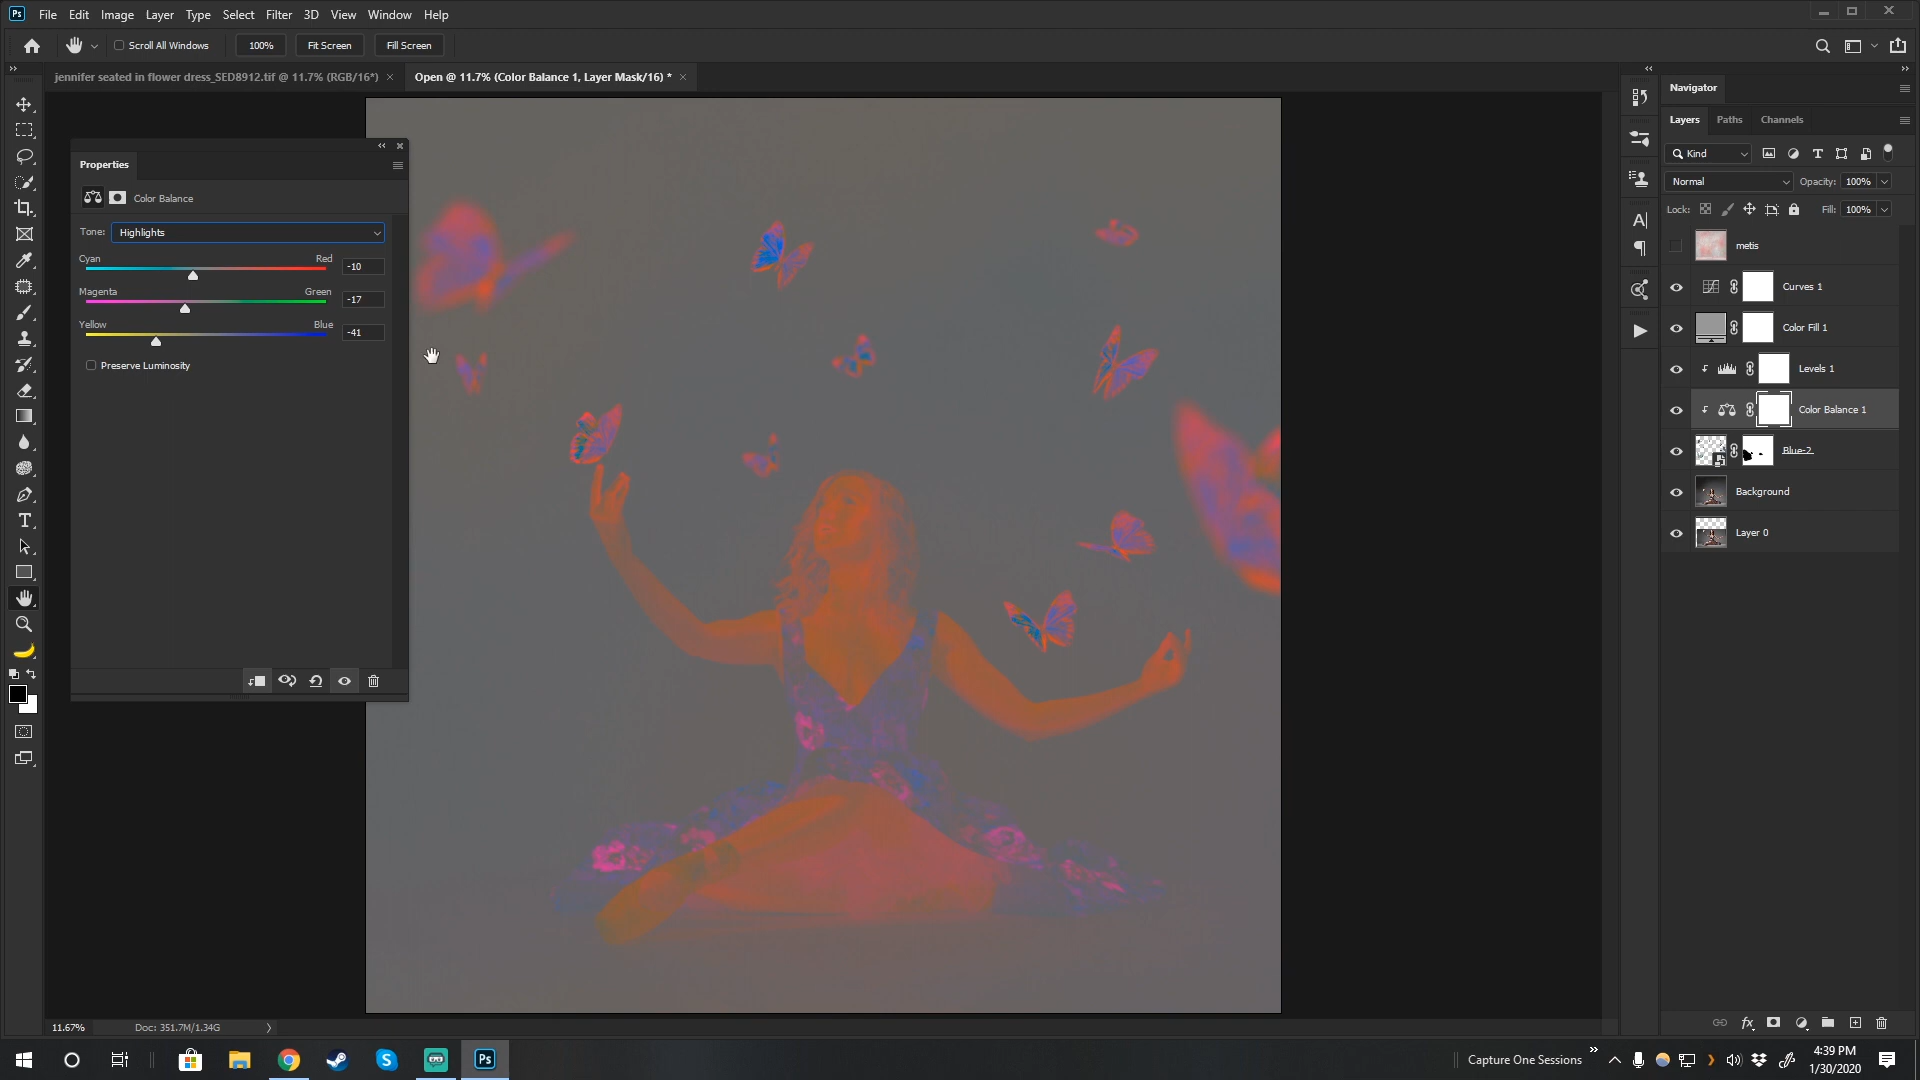 Ps File Edit Image Layer Type Select Filter 3D View Window Help
Scroll All Windows 100% Fit Screen Fill Screen
jennifer seated in flower dress_SED8912.tif @ 11.7% (RGB/16*) Open @ 11.7% (Color Balance 1, Layer Mask/16) *
Properties
Color Balance
Tone: Highlights
Cyan Red
-10
Magenta Green
-17
Yellow Blue
-41
Preserve Luminosity
Navigator
Layers Paths Channels
Kind
Normal Opacity: 100%
Lock: Fill: 100%
metis
Curves 1
Color Fill 1
Levels 1
Color Balance 1
Blue-2
Background
Layer 0
11.67% Doc: 351.7M/1.34G
Ps
Capture One Sessions
4:39 PM
1/30/2020